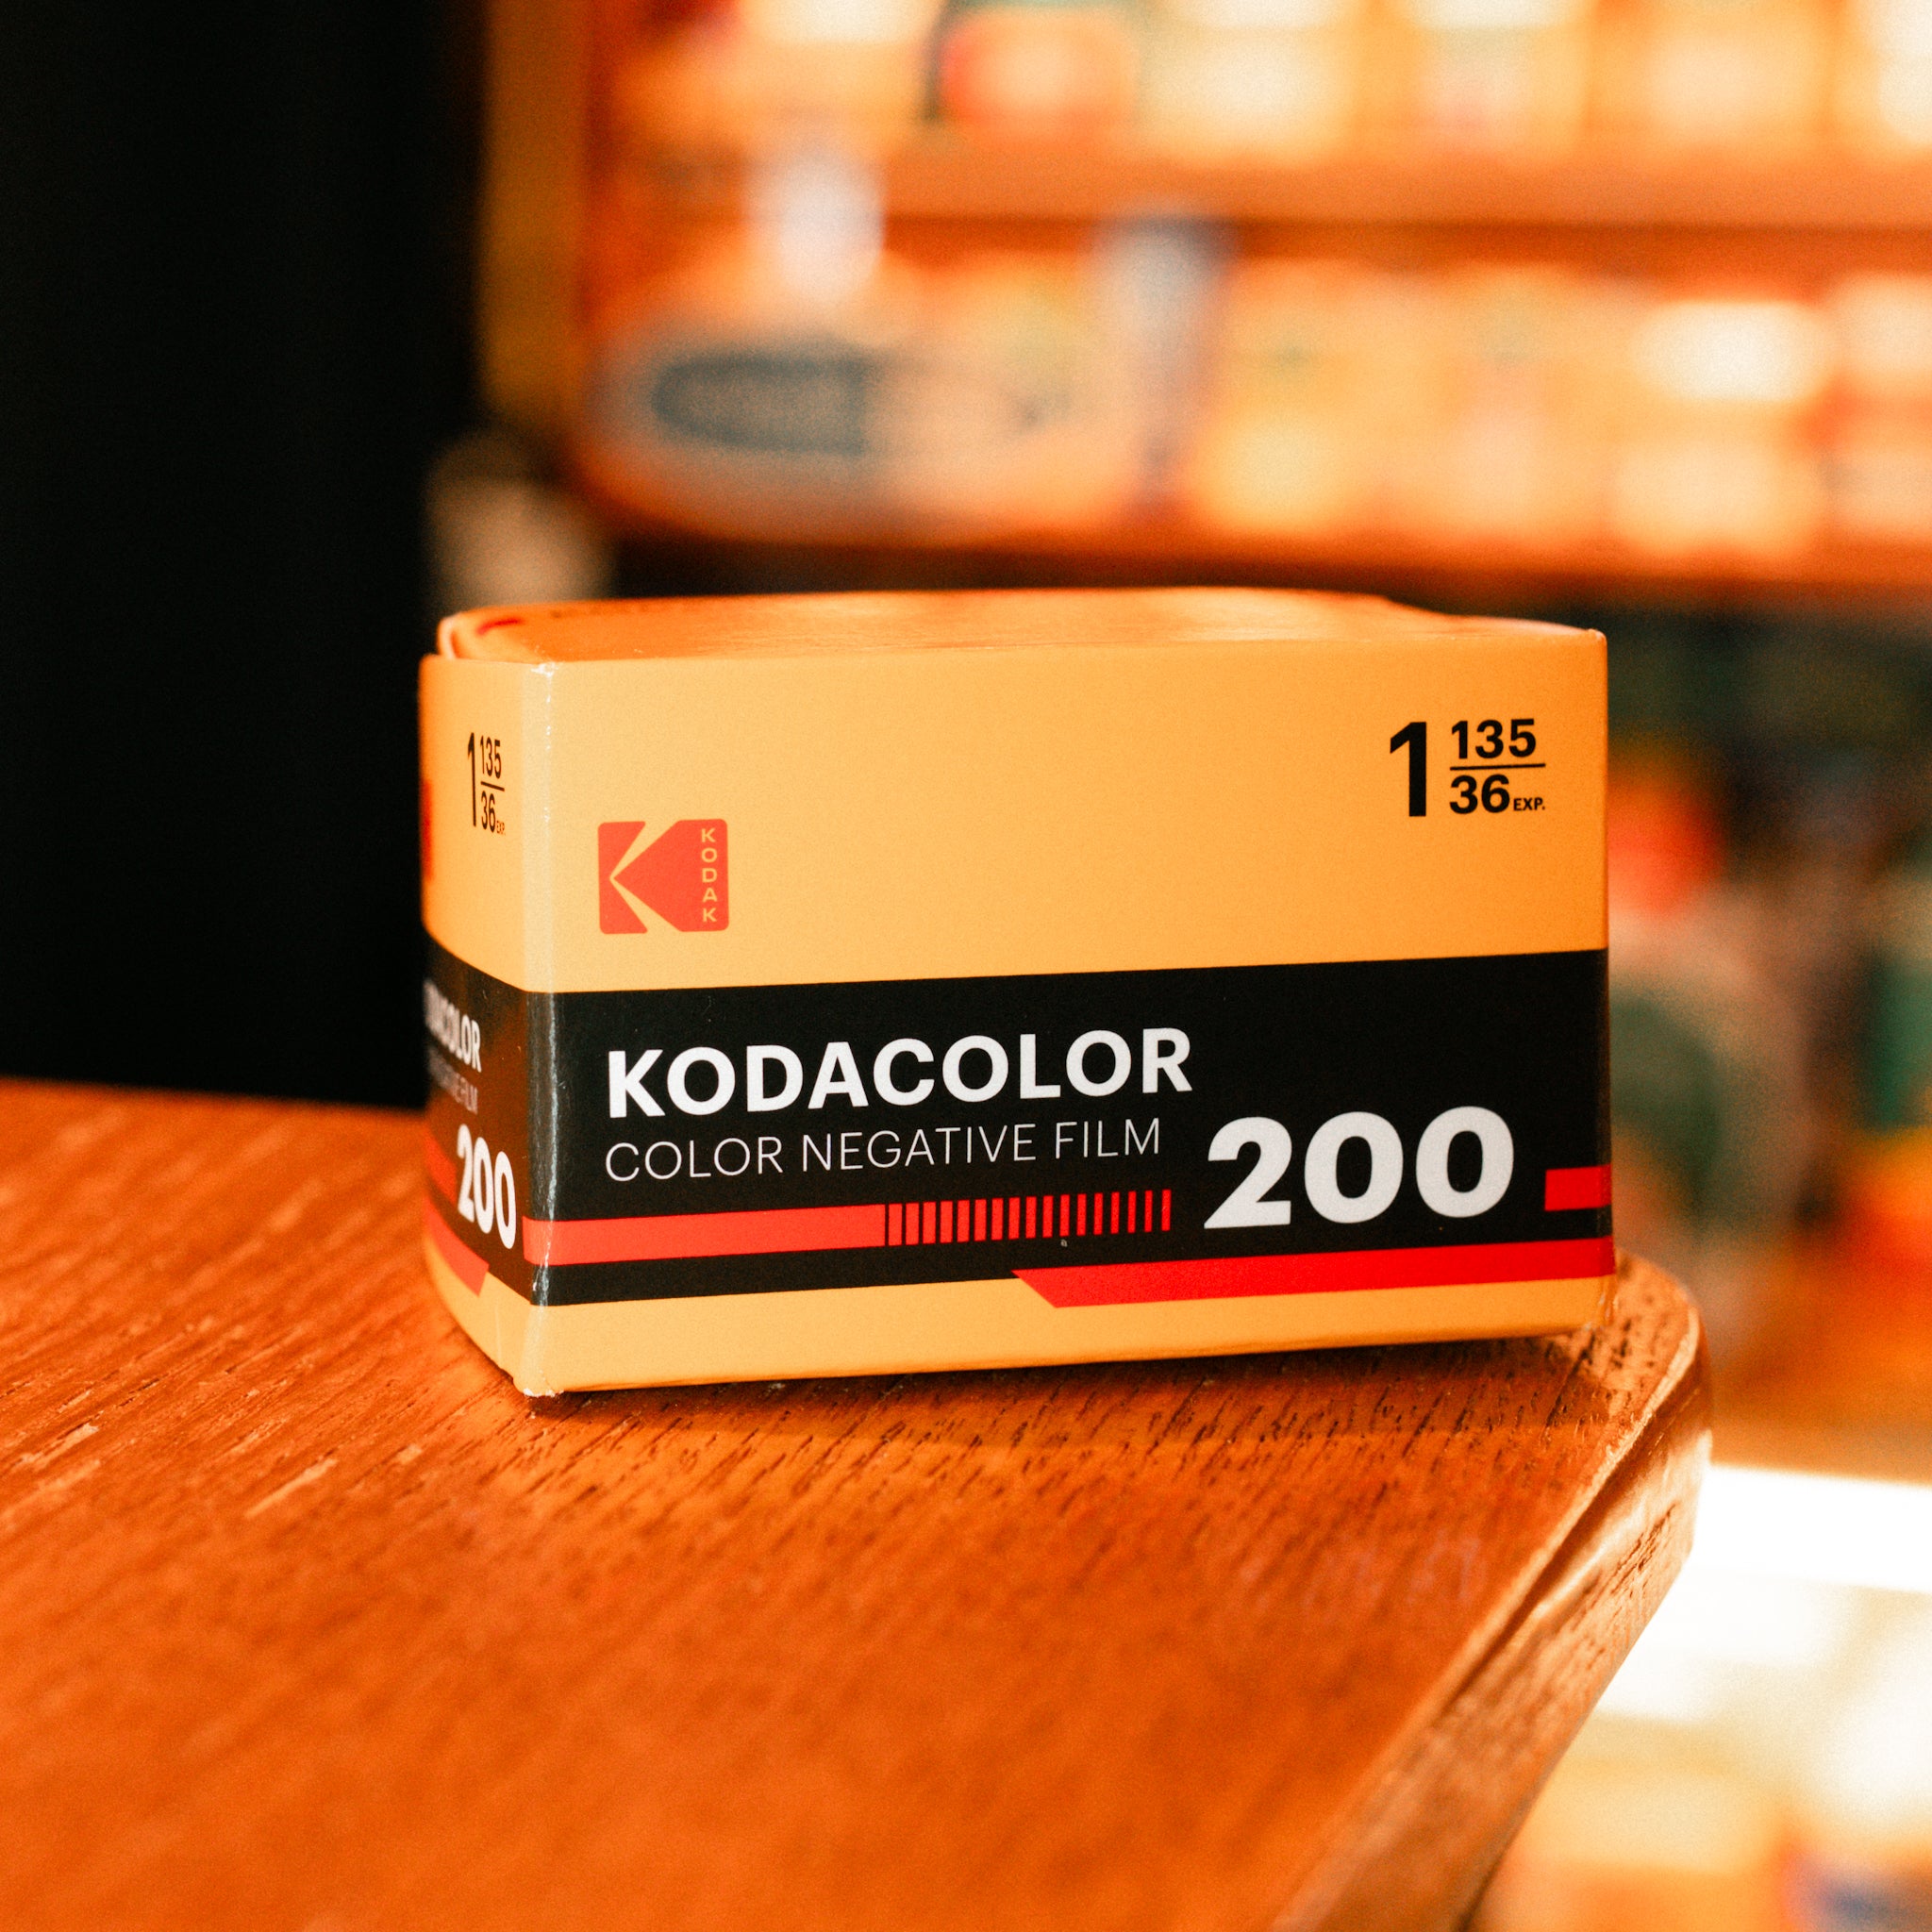 1 135
36 EXP.
1 135
36 EXP.
KODAK
KODACOLOR
COLOR NEGATIVE FILM
200
200